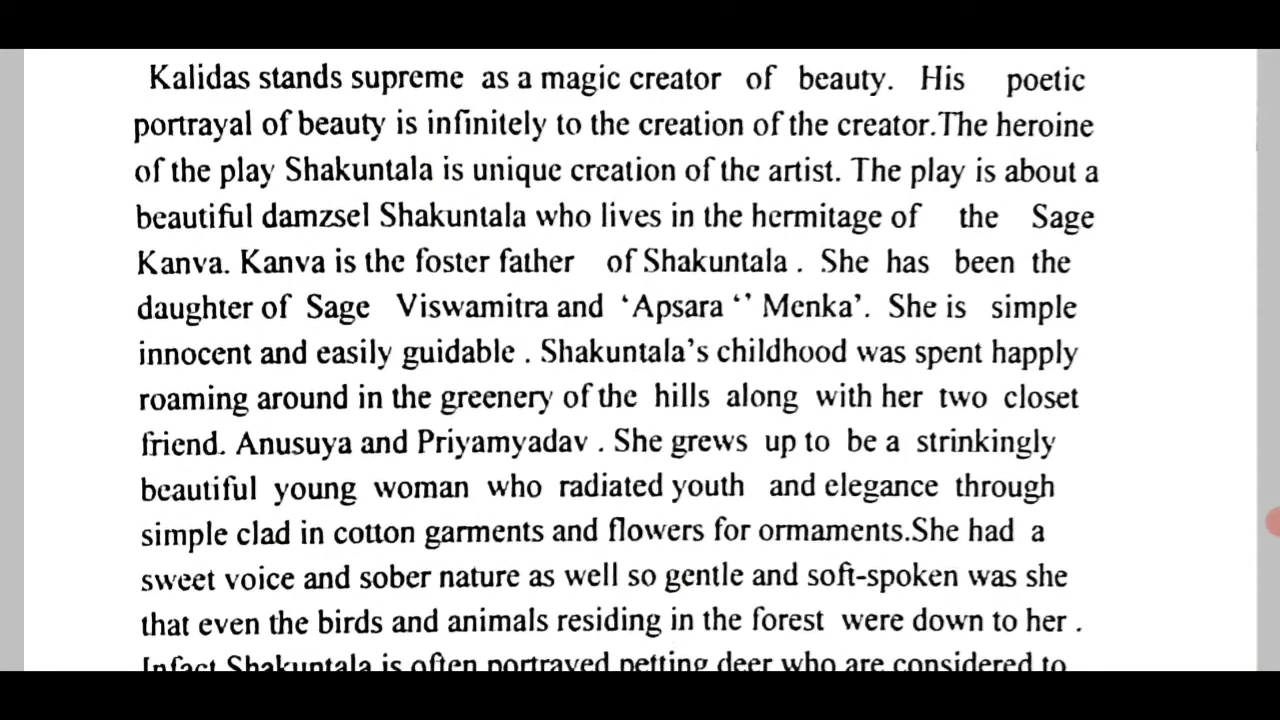 Kalidas stands supreme as a magic creator of beauty. His poetic
portrayal of beauty is infinitely to the creation of the creator.The heroine
of the play Shakuntala is unique creation of the artist. The play is about a
beautiful damzsel Shakuntala who lives in the hermitage of the Sage
Kanva. Kanva is the foster father of Shakuntala . She has been the
daughter of Sage Viswamitra and ‘Apsara ‘’ Menka’. She is simple
innocent and easily guidable . Shakuntala’s childhood was spent happly
roaming around in the greenery of the hills along with her two closet
friend. Anusuya and Priyamyadav . She grews up to be a strinkingly
beautiful young woman who radiated youth and elegance through
simple clad in cotton garments and flowers for ormaments.She had a
sweet voice and sober nature as well so gentle and soft-spoken was she
that even the birds and animals residing in the forest were down to her .
Infact Shakuntala is often portrayed petting deer who are considered to